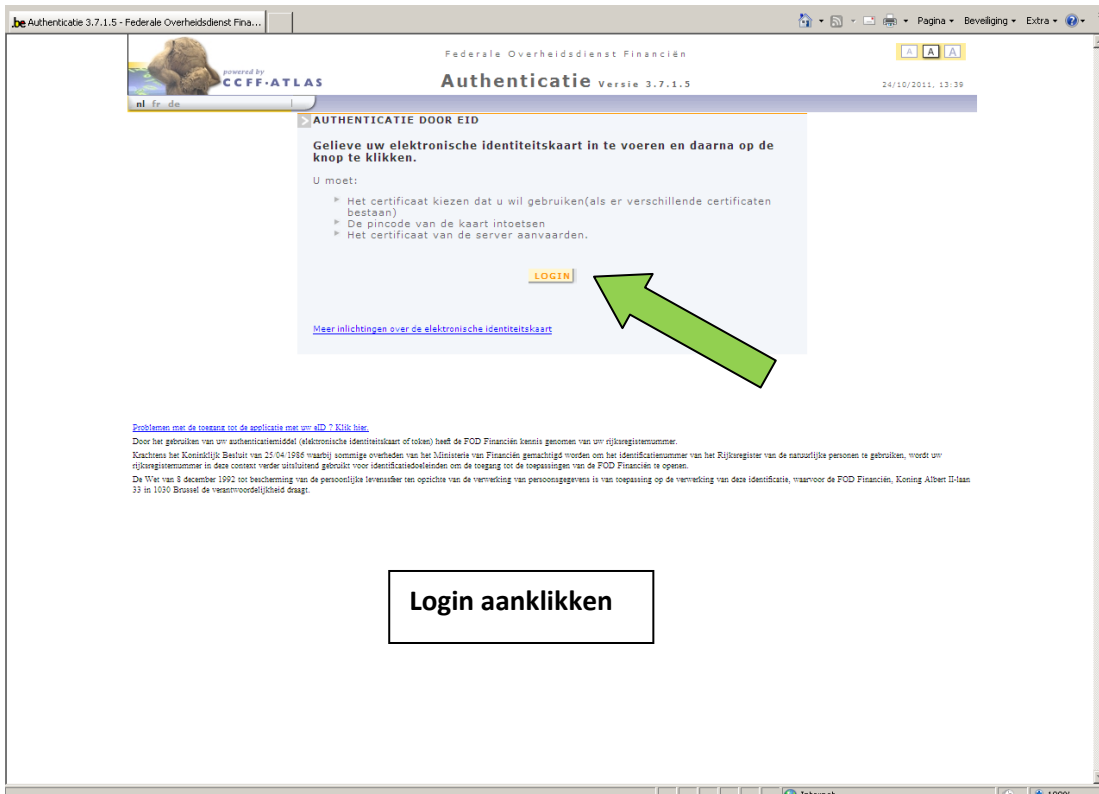 .be Authenticatie 3.7.1.5 - Federale Overheidsdienst Fina...
Pagina Beveiliging Extra
Federale Overheidsdienst Financiën
A A A
powered by
CCFF-ATLAS
Authenticatie Versie 3.7.1.5
24/10/2011, 13:39
nl fr de
AUTHENTICATIE DOOR EID
Gelieve uw elektronische identiteitskaart in te voeren en daarna op de
knop te klikken.
U moet:
Het certificaat kiezen dat u wil gebruiken(als er verschillende certificaten
bestaan)
De pincode van de kaart intoetsen
Het certificaat van de server aanvaarden.
LOGIN
Meer inlichtingen over de elektronische identiteitskaart
Problemen met de toegang tot de applicatie met uw eID ? Klik hier.
Door het gebruiken van uw authenticatiemiddel (elektronische identiteitskaart of token) heeft de FOD Financiën kennis genomen van uw rijksregisternummer.
Krachtens het Koninklijk Besluit van 25/04/1986 waarbij sommige overheden van het Ministerie van Financiën gemachtigd worden om het identificatienummer van het Rijksregister van de natuurlijke personen te gebruiken, wordt uw
rijksregisternummer in deze context verder uitsluitend gebruikt voor identificatiedoeleinden om de toegang tot de toepassingen van de FOD Financiën te openen.
De Wet van 8 december 1992 tot bescherming van de persoonlijke levenssfeer ten opzichte van de verwerking van persoonsgegevens is van toepassing op de verwerking van deze identificatie, waarvoor de FOD Financiën, Koning Albert II-laan
33 in 1030 Brussel de verantwoordelijkheid draagt.
Login aanklikken